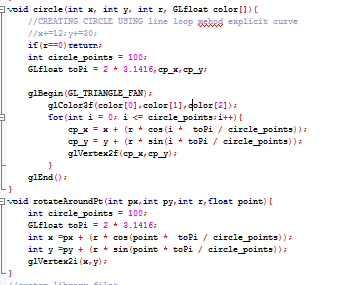 void circle(int x, int y, int r, GLfloat color[]){
//CREATING CIRCLE USING line loop mehod explicit curve
//x+=12;y+=30;
if(r==0)return;
int circle_points = 100;
GLfloat toPi = 2 * 3.1416,cp_x,cp_y;
glBegin(GL_TRIANGLE_FAN);
glColor3f(color[0],color[1],color[2]);
for(int i = 0; i <= circle_points;i++){
cp_x = x + (r * cos(i * toPi / circle_points));
cp_y = y + (r * sin(i * toPi / circle_points));
glVertex2f(cp_x,cp_y);
}
glEnd();
}
void rotateAroundPt(int px,int py,int r,float point){
int circle_points = 100;
GLfloat toPi = 2 * 3.1416;
int x =px + (r * cos(point * toPi / circle_points));
int y =py + (r * sin(point * toPi / circle_points));
glVertex2i(x,y);
}
//custom library files